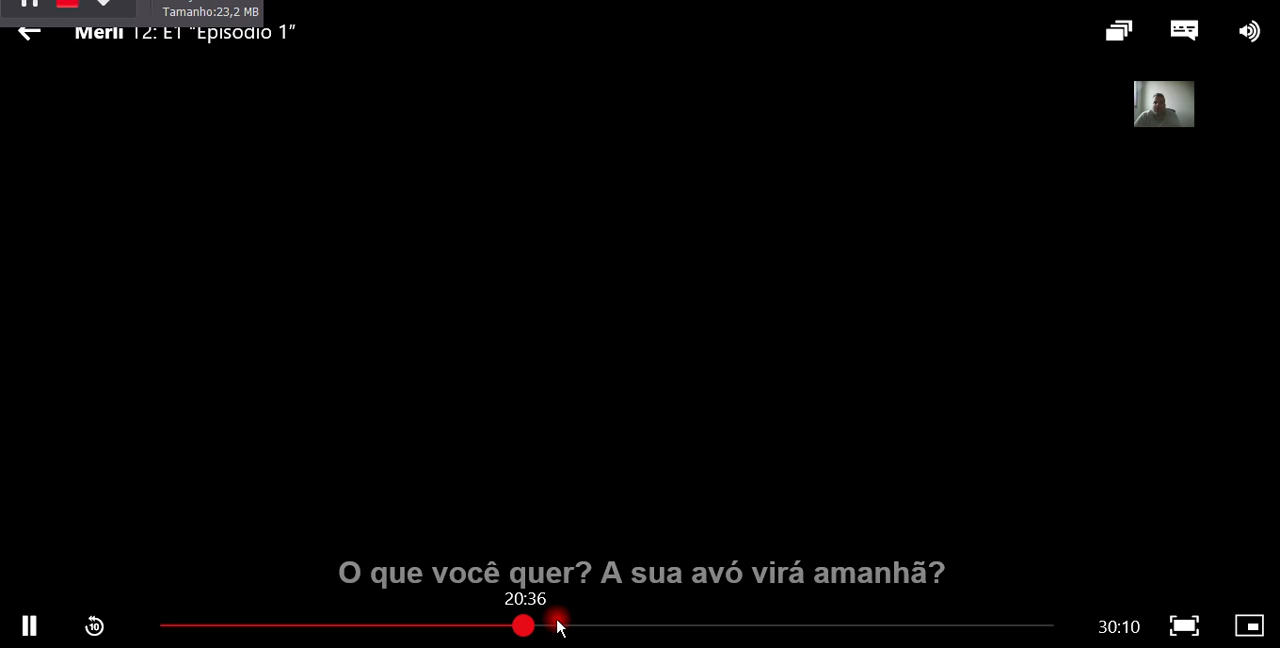 Tamanho:23,2 MB
Merlí T2: E1 "Episódio 1"
O que você quer? A sua avó virá amanhã?
20:36
10
30:10